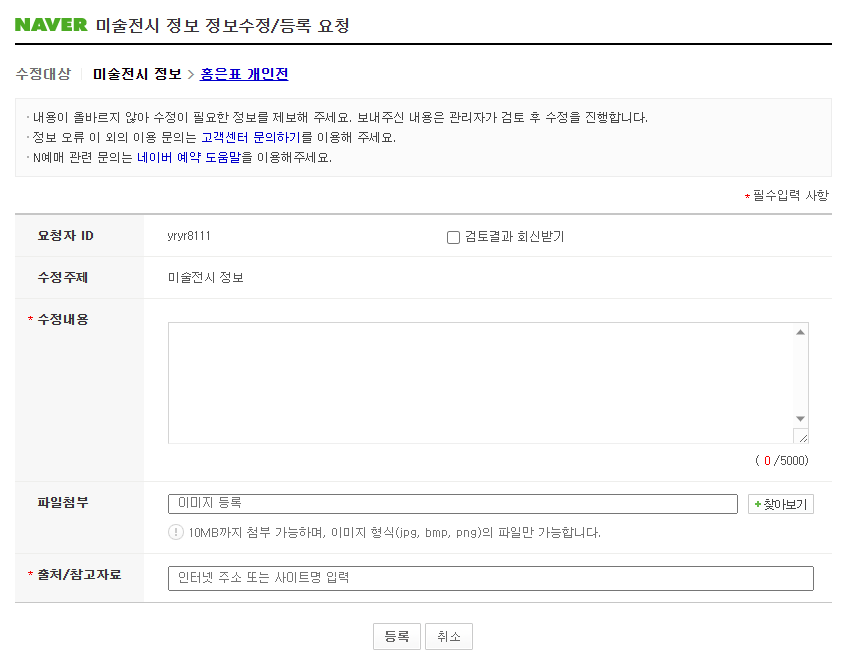 NAVER 미술전시 정보 정보수정/등록 요청
수정대상 미술전시 정보 > 홍은표 개인전
· 내용이 올바르지 않아 수정이 필요한 정보를 제보해 주세요. 보내주신 내용은 관리자가 검토 후 수정을 진행합니다.
· 정보 오류 이 외의 이용 문의는 고객센터 문의하기를 이용해 주세요.
· N예매 관련 문의는 네이버 예약 도움말을 이용해주세요.
* 필수입력 사항
요청자 ID yryr8111 검토결과 회신받기
수정주제 미술전시 정보
* 수정내용
( 0 /5000)
파일첨부 이미지 등록 + 찾아보기
! 10MB까지 첨부 가능하며, 이미지 형식(jpg, bmp, png)의 파일만 가능합니다.
* 출처/참고자료 인터넷 주소 또는 사이트명 입력
등록 취소